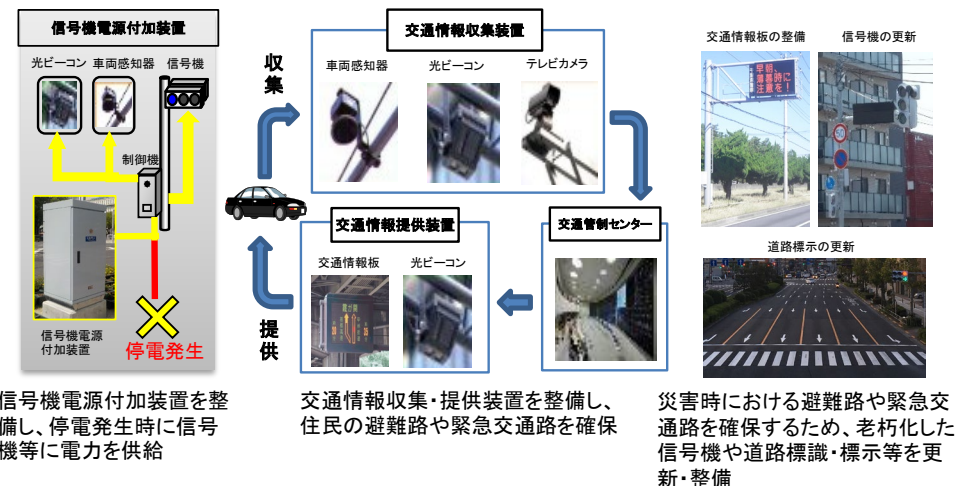 信号機電源付加装置
光ビーコン 車両感知器 信号機
制御機
信号機電源
付加装置
停電発生
信号機電源付加装置を整
備し、停電発生時に信号
機等に電力を供給
収集
交通情報収集装置
車両感知器 光ビーコン テレビカメラ
交通情報提供装置
交通情報板 光ビーコン
交通管制センター
提供
交通情報収集・提供装置を整備し、
住民の避難路や緊急交通路を確保
交通情報板の整備 信号機の更新
早朝、
薄暮時に
注意を!
道路標示の更新
災害時における避難路や緊急交
通路を確保するため、老朽化した
信号機や道路標識・標示等を更
新・整備